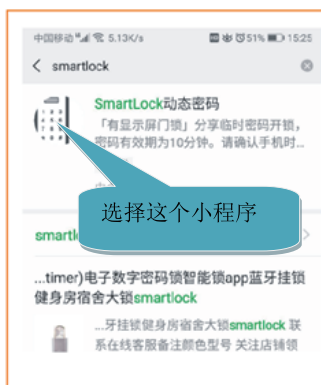 中国移动 5.13K/s 51% 15:25
smartlock
SmartLock动态密码
「有显示屏门锁」分享临时密码开锁，
密码有效期为10分钟。请确认手机时...
选择这个小程序
smartl
...timer)电子数字密码锁智能锁app蓝牙挂锁
健身房宿舍大锁smartlock
...牙挂锁健身房宿舍大锁smartlock 联
系在线客服备注颜色型号 关注店铺领